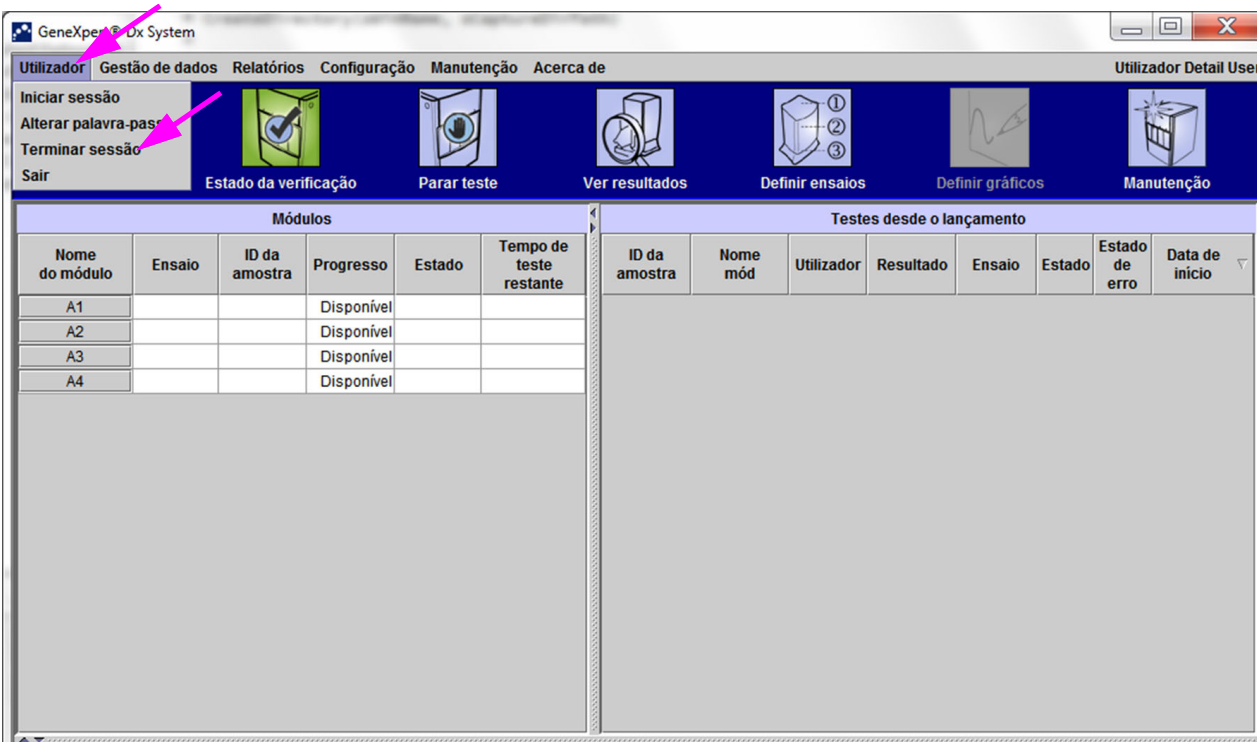 GeneXpert® Dx System
Utilizador Gestão de dados Relatórios Configuração Manutenção Acerca de Utilizador Detail User
Iniciar sessão
Alterar palavra-pass
Terminar sessão
Sair
Estado da verificação Parar teste Ver resultados Definir ensaios Definir gráficos Manutenção
① ② ③
Módulos
Nome do módulo Ensaio ID da amostra Progresso Estado Tempo de teste restante
A1 Disponível
A2 Disponível
A3 Disponível
A4 Disponível
Testes desde o lançamento
ID da amostra Nome mód Utilizador Resultado Ensaio Estado Estado de erro Data de início